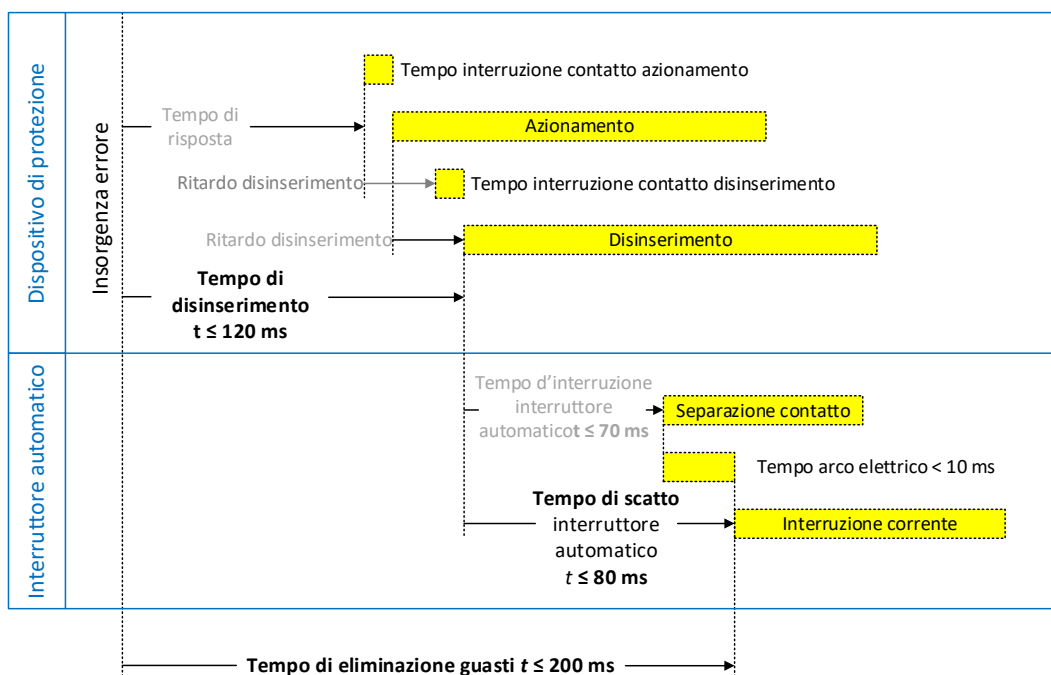 Dispositivo di protezione
Insorgenza errore
Tempo interruzione contatto azionamento
Tempo di
risposta
Azionamento
Ritardo disinserimento
Tempo interruzione contatto disinserimento
Ritardo disinserimento
Disinserimento
Tempo di
disinserimento
t ≤ 120 ms
Interruttore automatico
Tempo d'interruzione
interruttore
automaticot ≤ 70 ms
Separazione contatto
Tempo arco elettrico < 10 ms
Tempo di scatto
interruttore
automatico
t ≤ 80 ms
Interruzione corrente
Tempo di eliminazione guasti t ≤ 200 ms